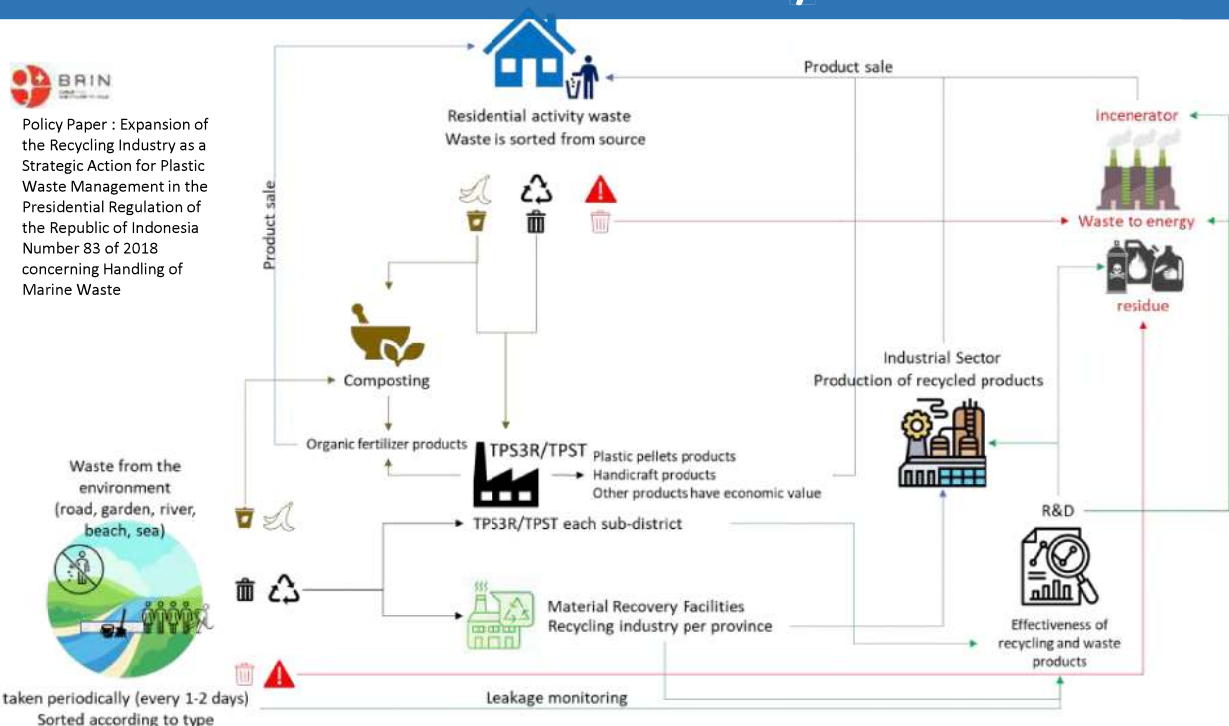 BRIN
Policy Paper : Expansion of
the Recycling Industry as a
Strategic Action for Plastic
Waste Management in the
Presidential Regulation of
the Republic of Indonesia
Number 83 of 2018
concerning Handling of
Marine Waste
Product sale
Residential activity waste
Waste is sorted from source
Product sale
incenerator
Waste to energy
residue
Composting
Organic fertilizer products
TPS3R/TPST
Plastic pellets products
Handicraft products
Other products have economic value
Industrial Sector
Production of recycled products
Waste from the
environment
(road, garden, river,
beach, sea)
TPS3R/TPST each sub-district
Material Recovery Facilities
Recycling industry per province
R&D
Effectiveness of
recycling and waste
products
taken periodically (every 1-2 days)
Sorted according to type
Leakage monitoring